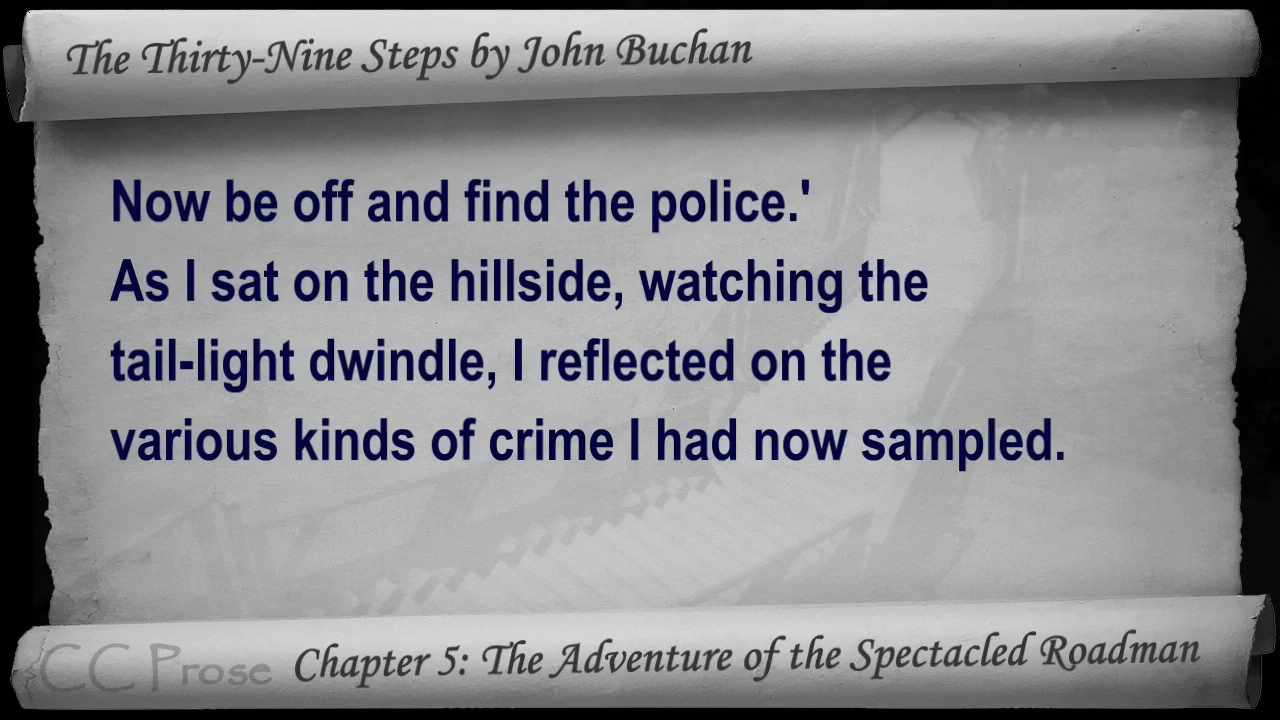 The Thirty-Nine Steps by John Buchan
Now be off and find the police.'
As I sat on the hillside, watching the
tail-light dwindle, I reflected on the
various kinds of crime I had now sampled.
CC Prose
Chapter 5: The Adventure of the Spectacled Roadman